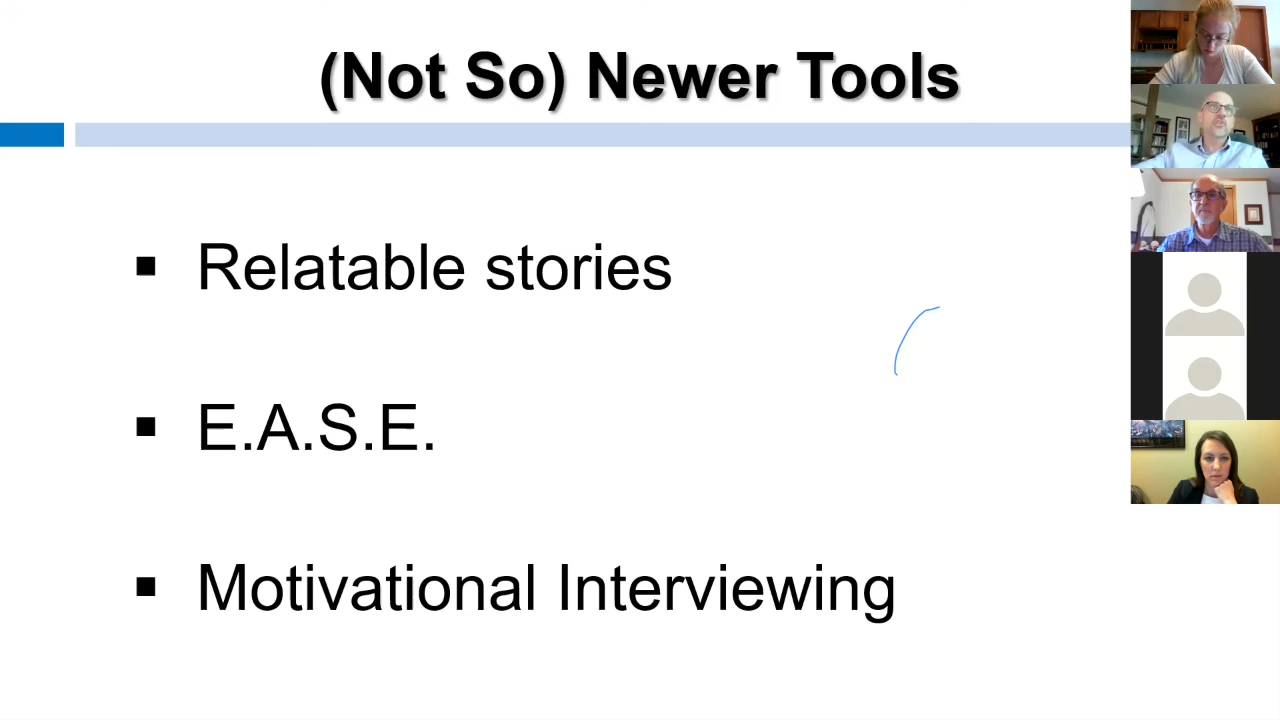 (Not So) Newer Tools
▪ Relatable stories
▪ E.A.S.E.
▪ Motivational Interviewing